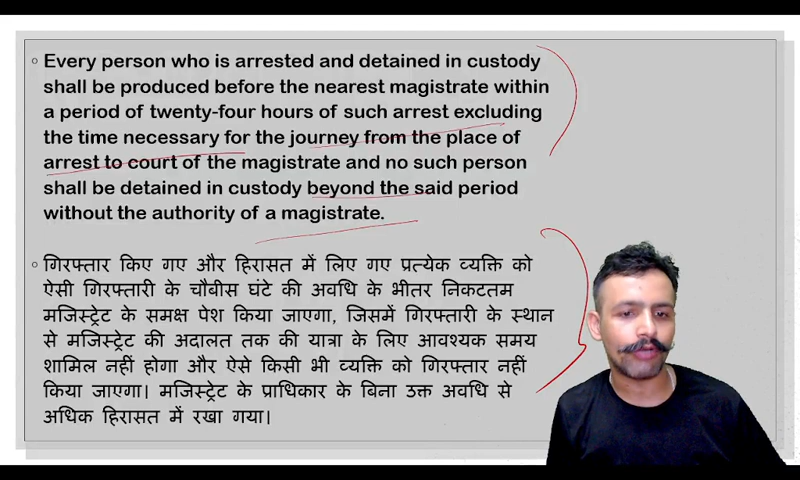 Every person who is arrested and detained in custody
shall be produced before the nearest magistrate within
a period of twenty-four hours of such arrest excluding
the time necessary for the journey from the place of
arrest to court of the magistrate and no such person
shall be detained in custody beyond the said period
without the authority of a magistrate.
गिरफ्तार किए गए और हिरासत में लिए गए प्रत्येक व्यक्ति को
ऐसी गिरफ्तारी के चौबीस घंटे की अवधि के भीतर निकटतम
मजिस्ट्रेट के समक्ष पेश किया जाएगा, जिसमें गिरफ्तारी के स्थान
से मजिस्ट्रेट की अदालत तक की यात्रा के लिए आवश्यक समय
शामिल नहीं होगा और ऐसे किसी भी व्यक्ति को गिरफ्तार नहीं
किया जाएगा। मजिस्ट्रेट के प्राधिकार के बिना उक्त अवधि से
अधिक हिरासत में रखा गया।